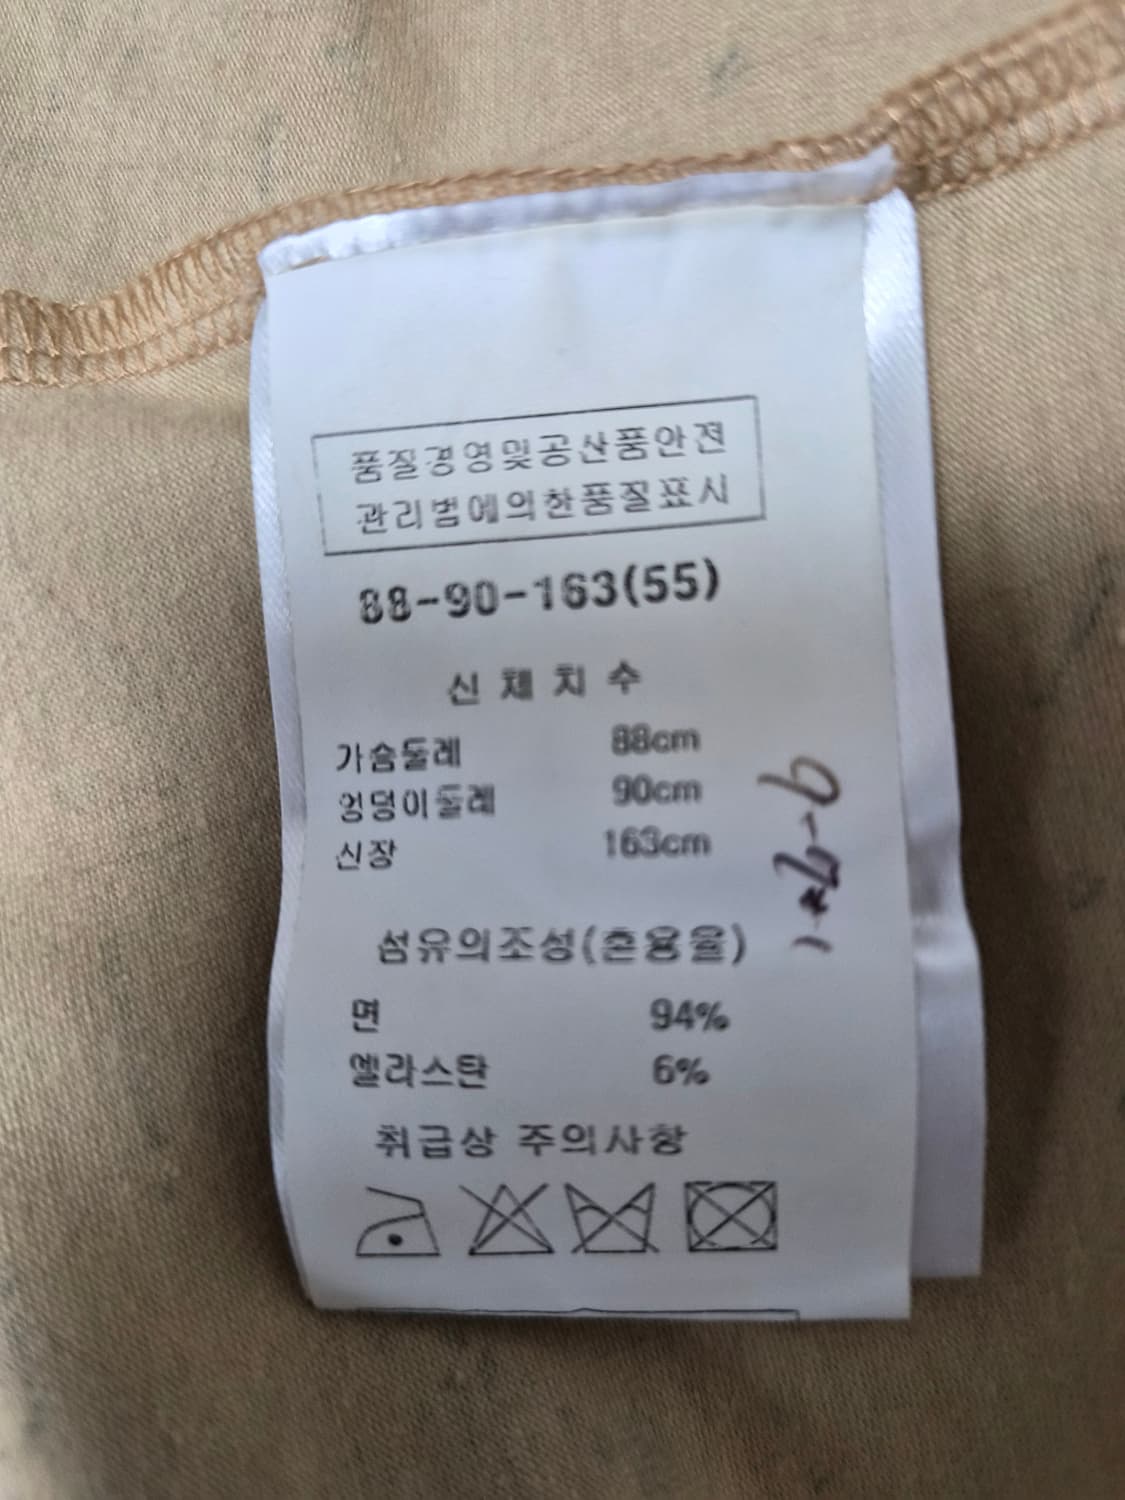 품질경영및공산품안전
관리법에의한품질표시
88-90-163(55)
신체치수
가슴둘레 88cm
엉덩이둘레 90cm
신장 163cm
섬유의조성(혼용율)
면 94%
엘라스탄 6%
취급상 주의사항